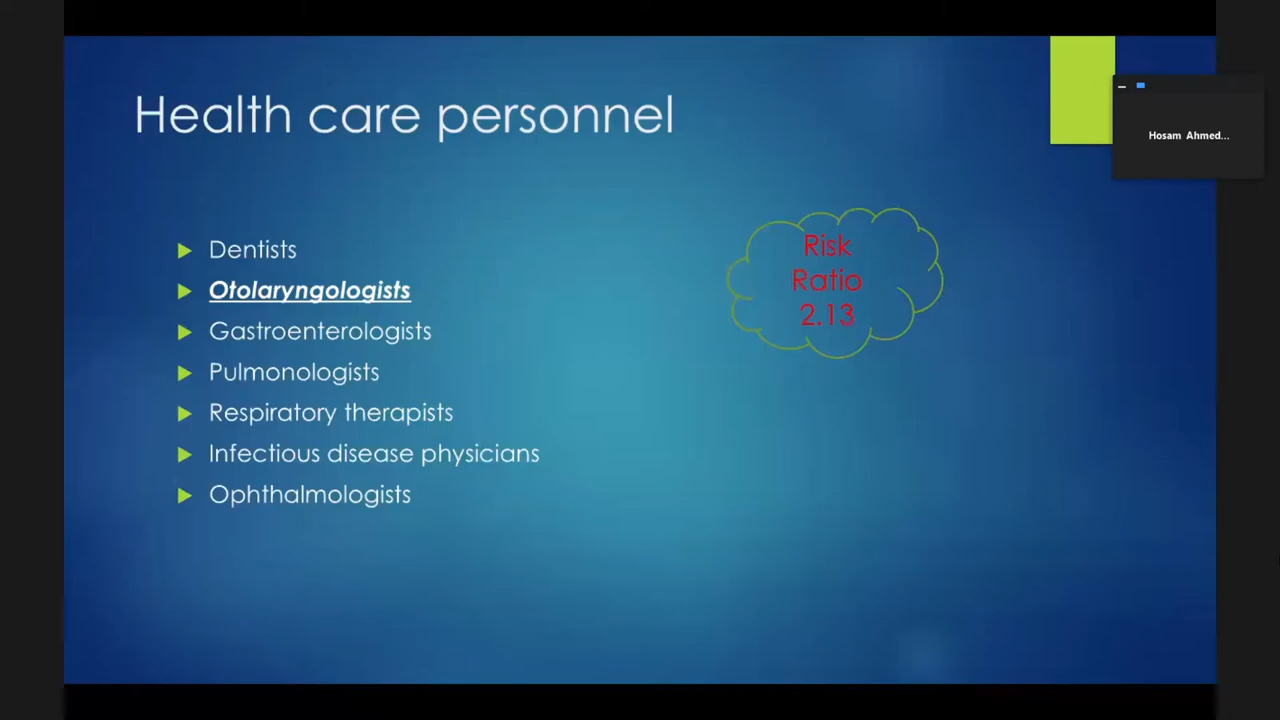 Health care personnel
Hosam Ahmed...
Dentists
Otolaryngologists
Gastroenterologists
Pulmonologists
Respiratory therapists
Infectious disease physicians
Ophthalmologists
Risk
Ratio
2.13